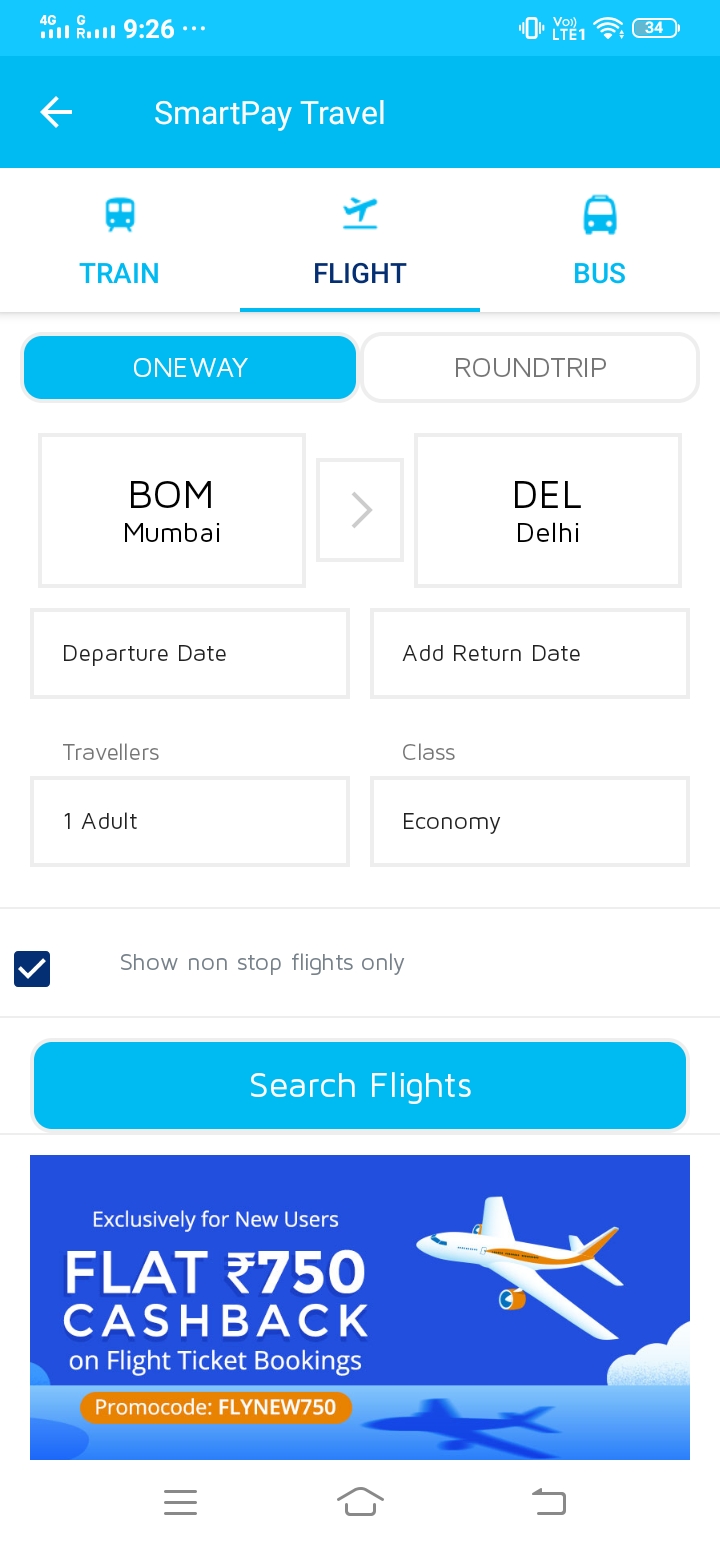 4G G R 9:26 ... Vo)) LTE1 34
SmartPay Travel
TRAIN FLIGHT BUS
ONEWAY ROUNDTRIP
BOM DEL
Mumbai Delhi
Departure Date Add Return Date
Travellers Class
1 Adult Economy
Show non stop flights only
Search Flights
Exclusively for New Users
FLAT ₹750
CASHBACK
on Flight Ticket Bookings
Promocode: FLYNEW750